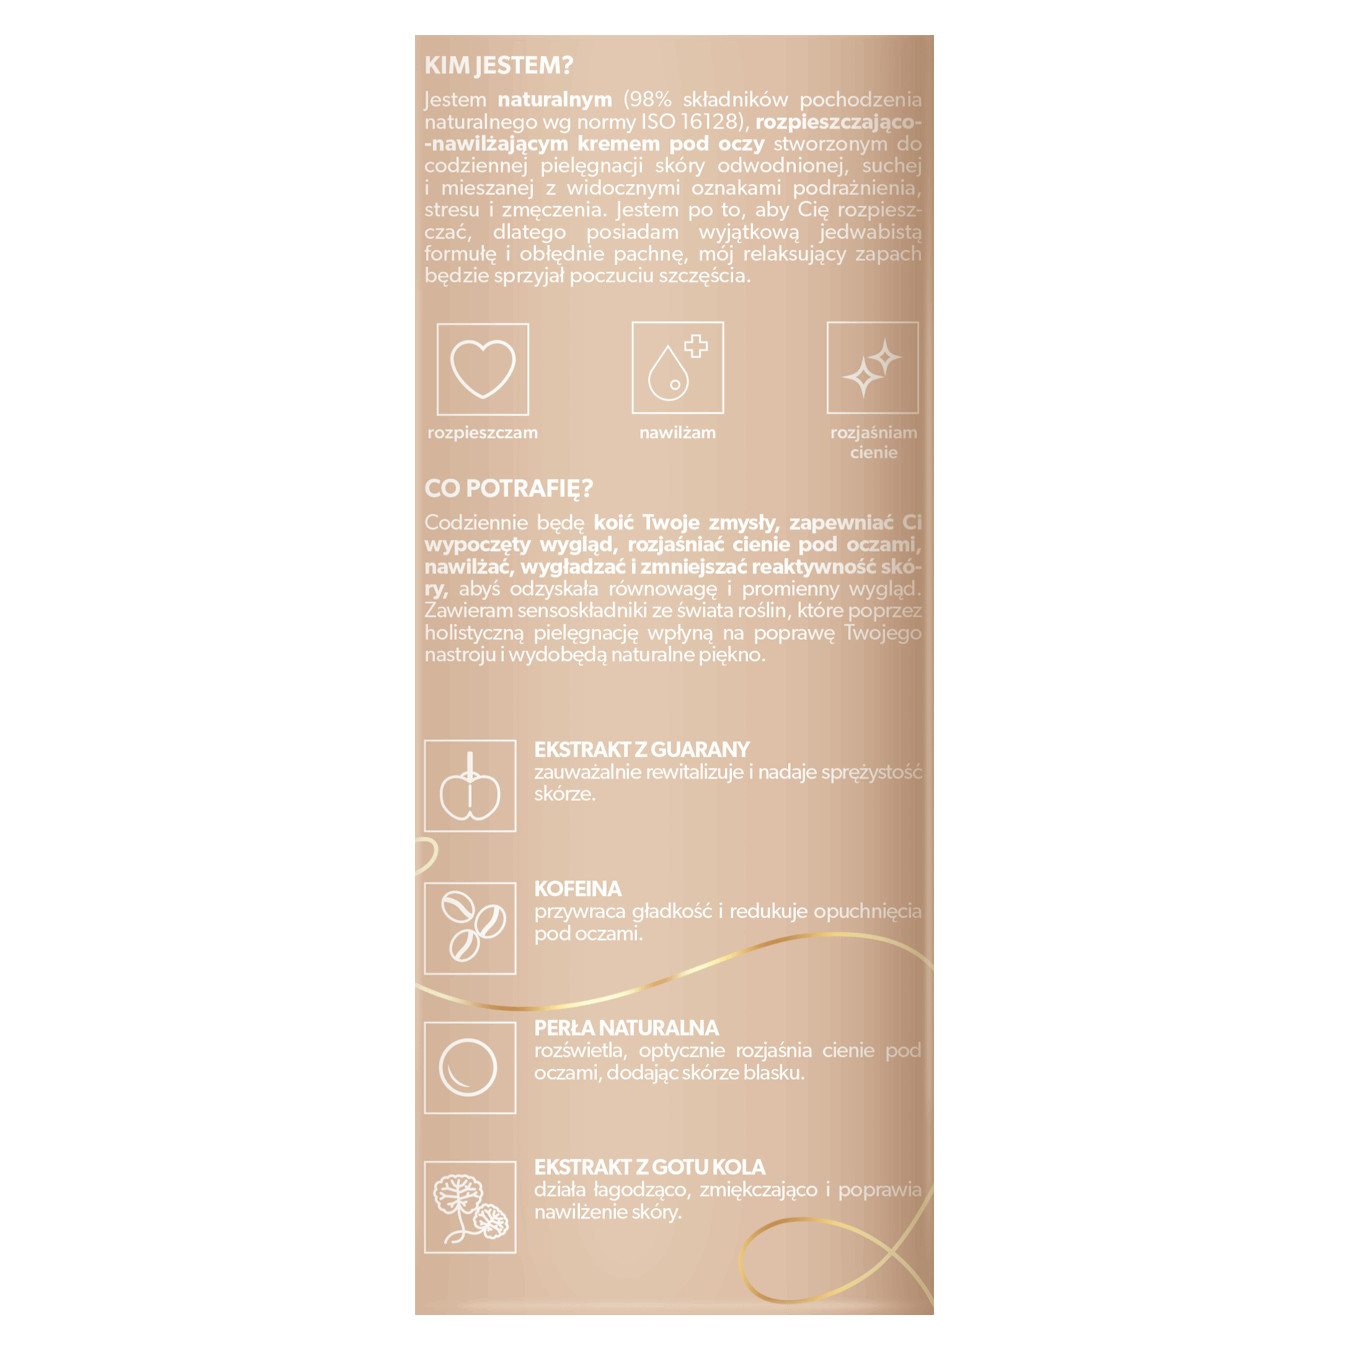 KIM JESTEM?
Jestem naturalnym (98% składników pochodzenia
naturalnego wg normy ISO 16128), rozpieszczająco-
-nawilżającym kremem pod oczy stworzonym do
codziennej pielęgnacji skóry odwodnionej, suchej
i mieszanej z widocznymi oznakami podrażnienia,
stresu i zmęczenia. Jestem po to, aby Cię rozpiesz-
czać, dlatego posiadam wyjątkową jedwabistą
formułę i obłędnie pachnę, mój relaksujący zapach
będzie sprzyjał poczuciu szczęścia.
rozpieszczam
nawilżam
rozjaśniam
cienie
CO POTRAFIĘ?
Codziennie będę koić Twoje zmysły, zapewniać Ci
wypoczęty wygląd, rozjaśniać cienie pod oczami,
nawilżać, wygładzać i zmniejszać reaktywność skó-
ry, abyś odzyskała równowagę i promienny wygląd.
Zawieram sensoskładniki ze świata roślin, które poprzez
holistyczną pielęgnację wpłyną na poprawę Twojego
nastroju i wydobędą naturalne piękno.
EKSTRAKT Z GUARANY
zauważalnie rewitalizuje i nadaje sprężystość
skórze.
KOFEINA
przywraca gładkość i redukuje opuchnięcia
pod oczami.
PERŁA NATURALNA
rozświetla, optycznie rozjaśnia cienie pod
oczami, dodając skórze blasku.
EKSTRAKT Z GOTU KOLA
działa łagodząco, zmiękczająco i poprawia
nawilżenie skóry.